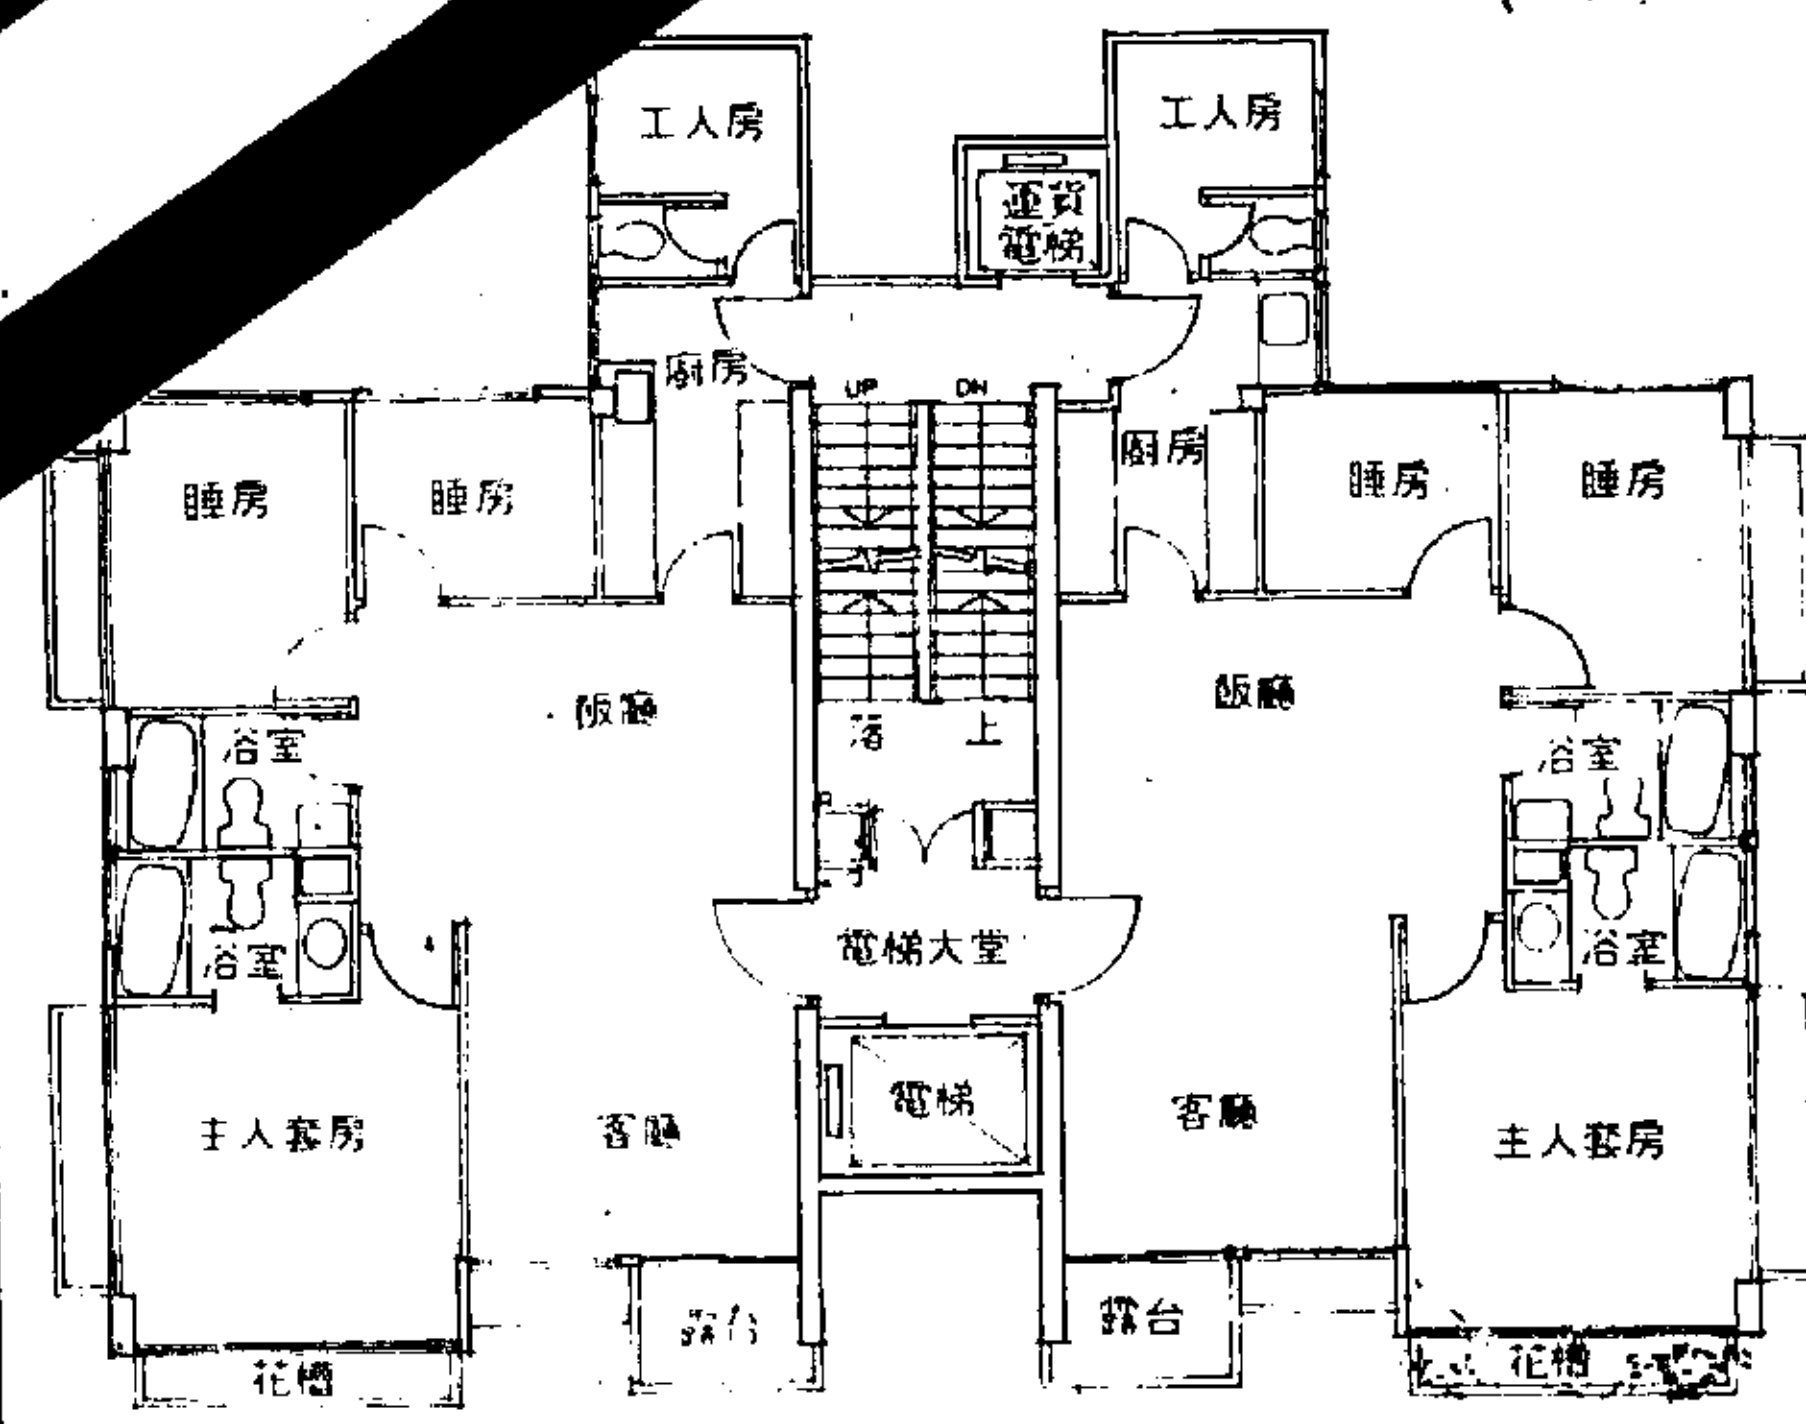 工人房
工人房
運貨
電梯
廚房
UP
DN
廚房
睡房
睡房
睡房
睡房
飯廳
飯廳
落
上
浴室
浴室
電梯大堂
浴室
浴室
電梯
主人套房
客廳
客廳
主人套房
露台
露台
花槽
花槽